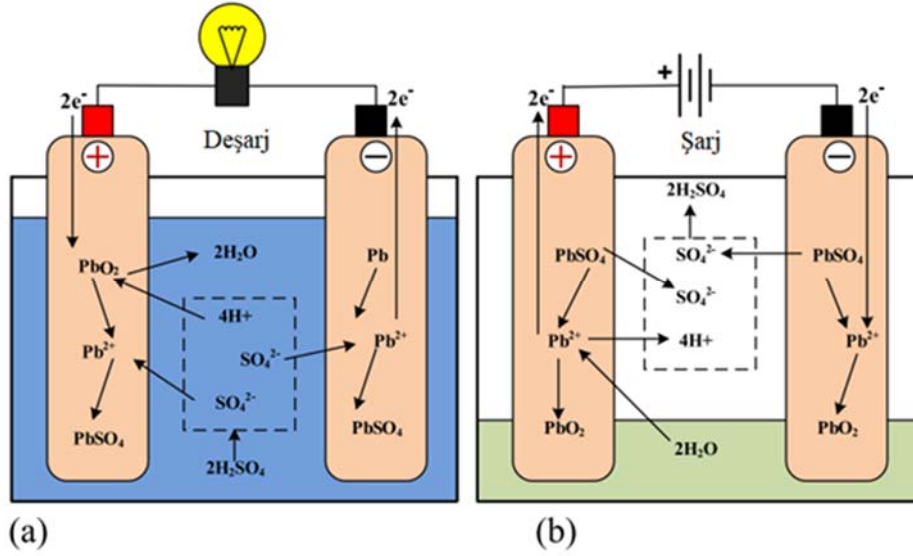 2e⁻
2e⁻
Deşarj
+
−
PbO₂
2H₂O
Pb
4H+
Pb²⁺
SO₄²⁻
Pb²⁺
SO₄²⁻
PbSO₄
PbSO₄
2H₂SO₄
(a)
+
2e⁻
2e⁻
Şarj
+
−
2H₂SO₄
PbSO₄
SO₄²⁻
PbSO₄
SO₄²⁻
Pb²⁺
4H+
Pb²⁺
PbO₂
PbO₂
2H₂O
(b)